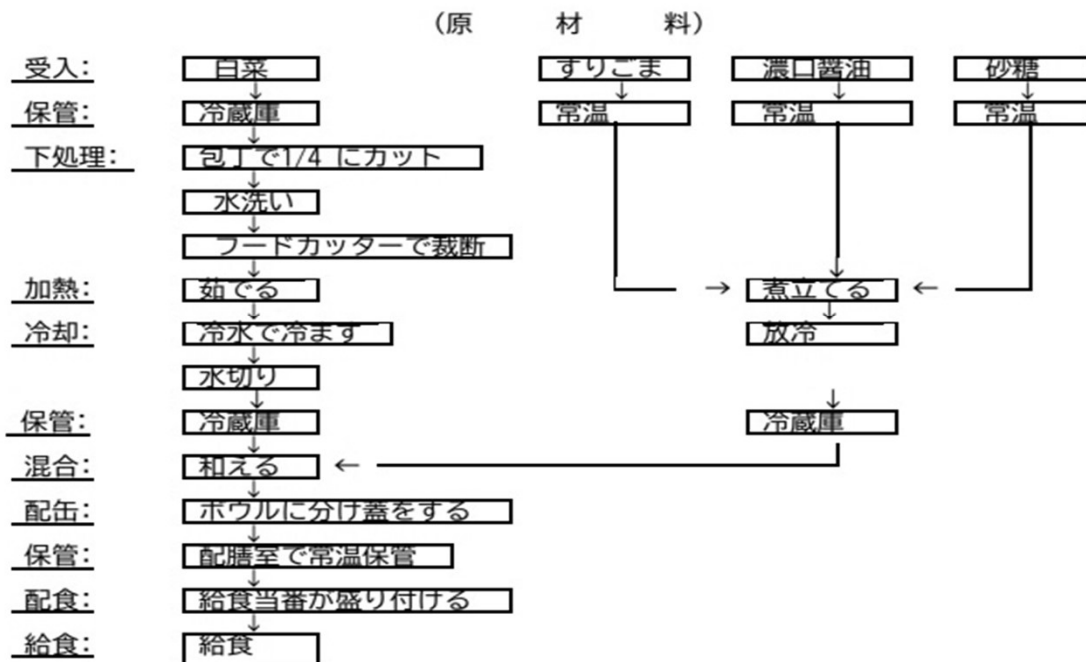 (原 材 料)
受入: 白菜 すりごま 濃口醤油 砂糖
↓ ↓ ↓ ↓
保管: 冷蔵庫 常温 常温 常温
↓
下処理: 包丁で1/4 にカット
↓
水洗い
↓
フードカッターで裁断
↓ ↓
加熱: 茹でる → 煮立てる ←
↓ ↓
冷却: 冷水で冷ます 放冷
↓
水切り
↓ ↓
保管: 冷蔵庫 冷蔵庫
↓
混合: 和える ←
↓
配缶: ボウルに分け蓋をする
↓
保管: 配膳室で常温保管
↓
配食: 給食当番が盛り付ける
↓
給食: 給食